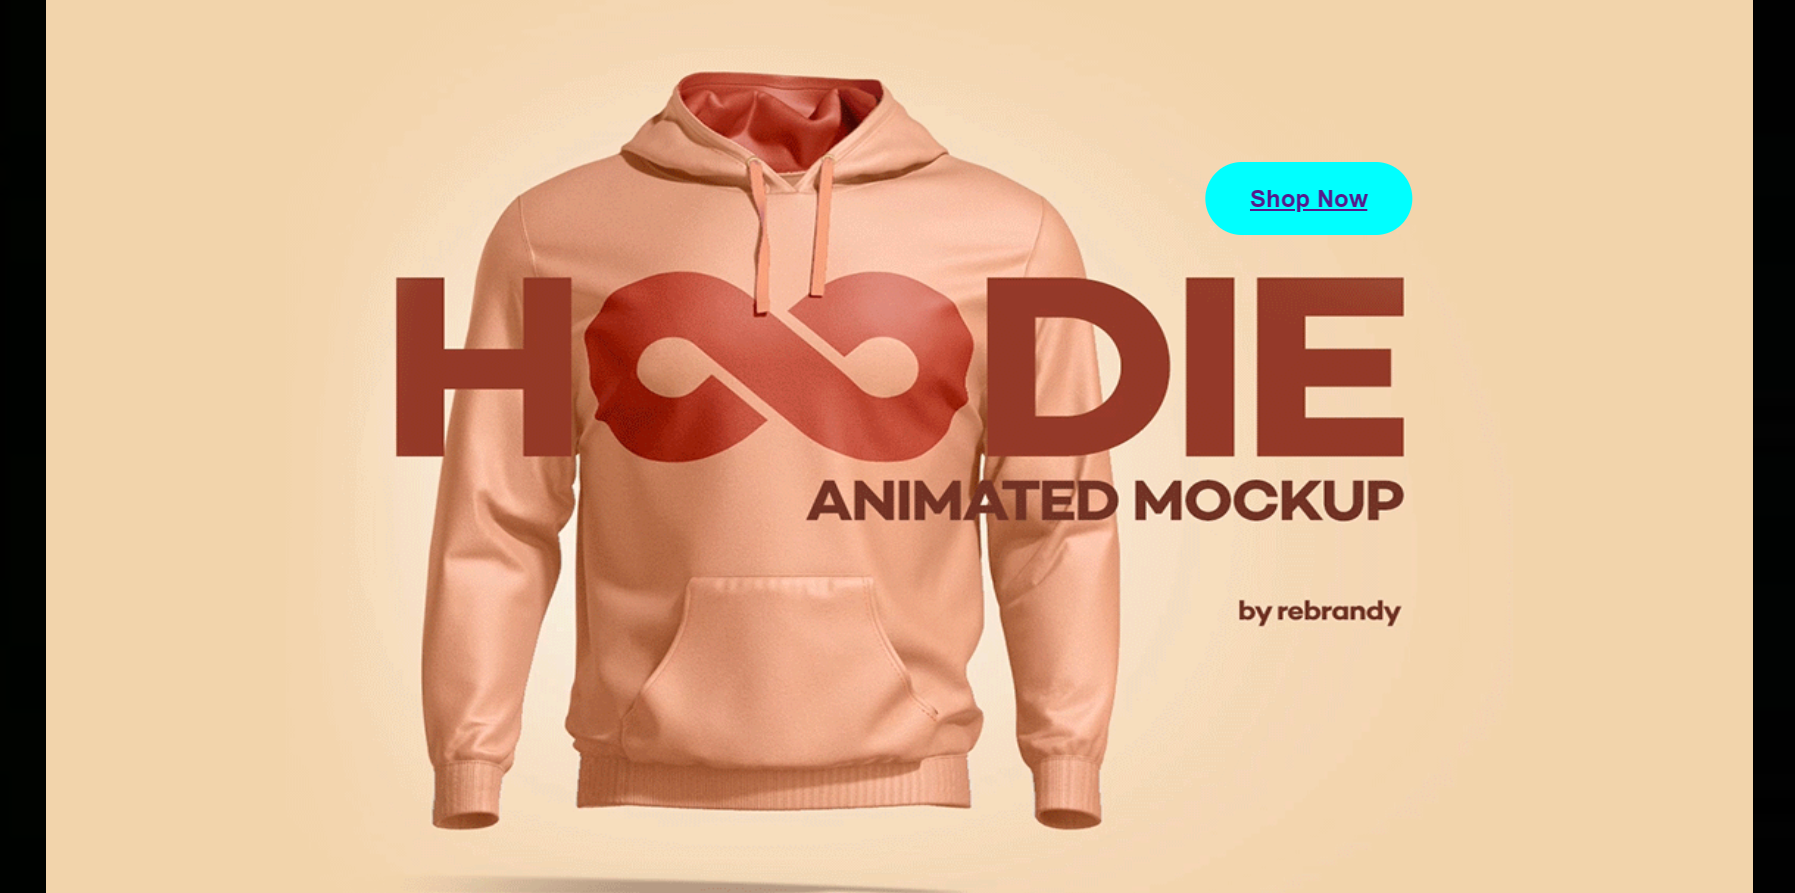 Shop Now
HOODIE
ANIMATED MOCKUP
by rebrandy